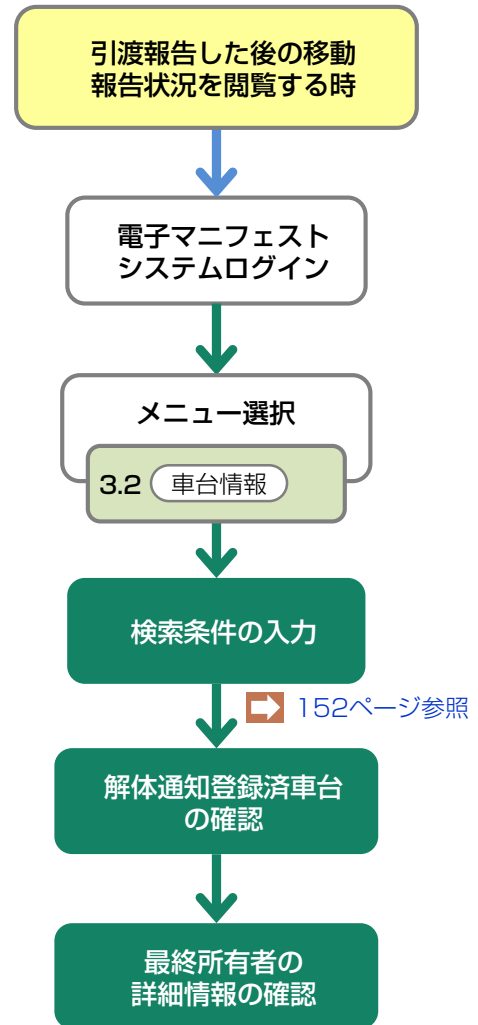 引渡報告した後の移動
報告状況を閲覧する時
電子マニフェスト
システムログイン
メニュー選択
3.2 車台情報
検索条件の入力
152ページ参照
解体通知登録済車台
の確認
最終所有者の
詳細情報の確認